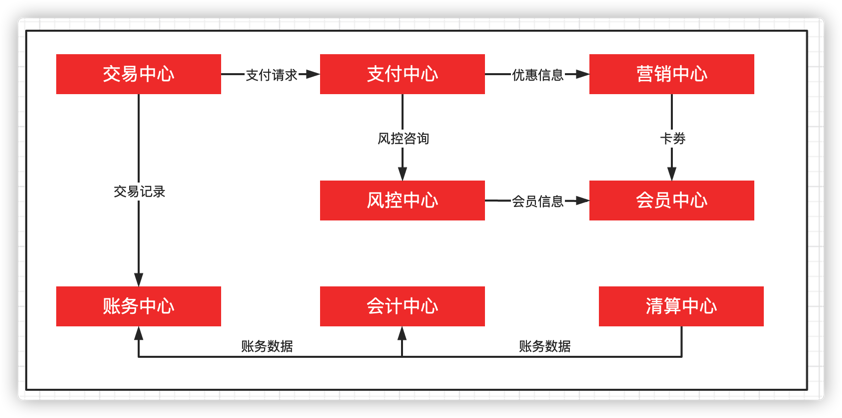 交易中心
支付请求
支付中心
优惠信息
营销中心
风控咨询
卡券
交易记录
风控中心
会员信息
会员中心
账务中心
会计中心
清算中心
账务数据
账务数据